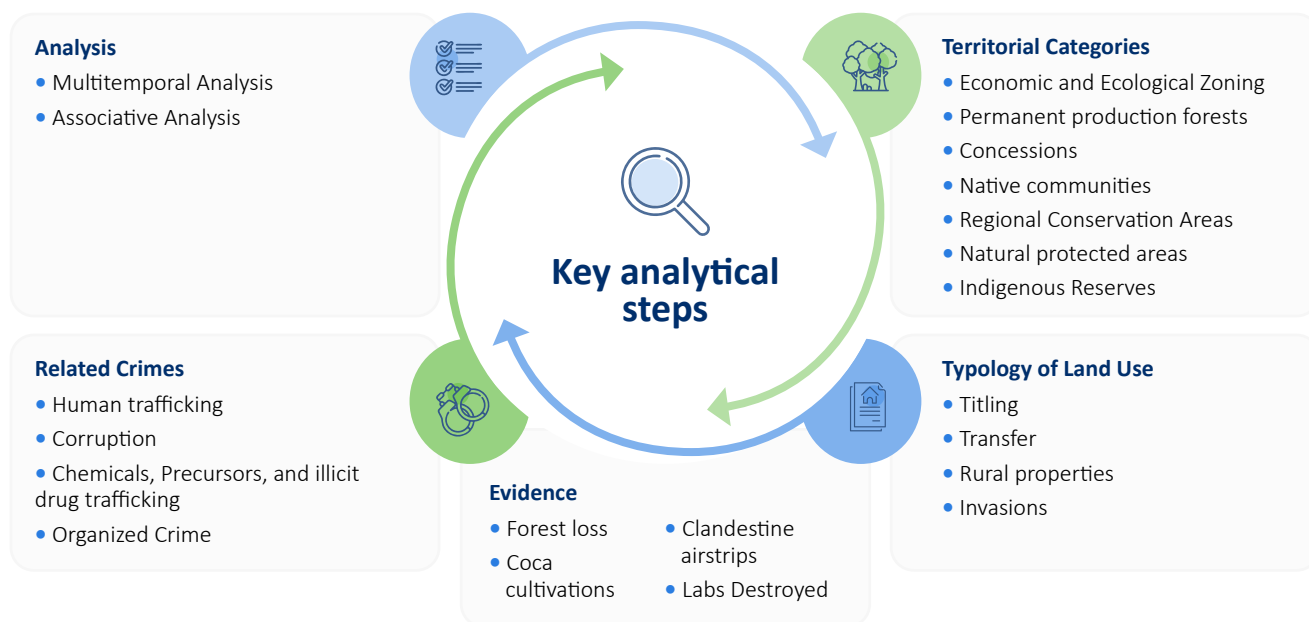 Analysis
• Multitemporal Analysis
• Associative Analysis
Key analytical
steps
Territorial Categories
• Economic and Ecological Zoning
• Permanent production forests
• Concessions
• Native communities
• Regional Conservation Areas
• Natural protected areas
• Indigenous Reserves
Related Crimes
• Human trafficking
• Corruption
• Chemicals, Precursors, and illicit
drug trafficking
• Organized Crime
Evidence
• Forest loss
• Coca
cultivations
• Clandestine
airstrips
• Labs Destroyed
Typology of Land Use
• Titling
• Transfer
• Rural properties
• Invasions